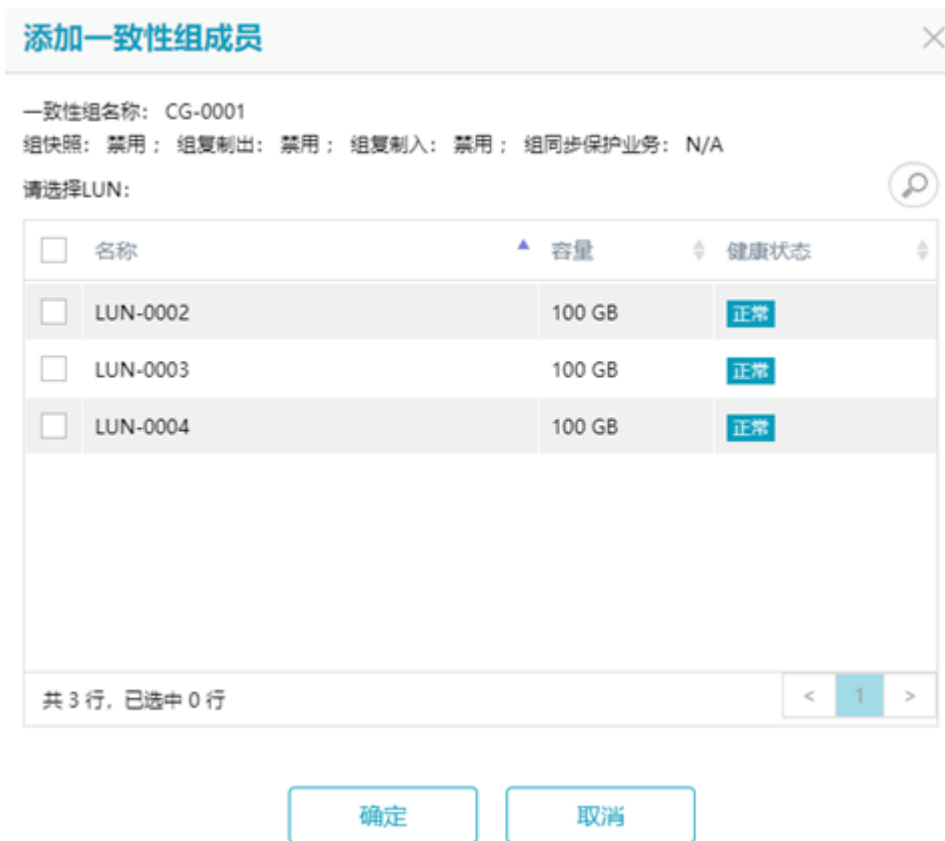 添加一致性组成员
一致性组名称： CG-0001
组快照： 禁用； 组复制出： 禁用； 组复制入： 禁用； 组同步保护业务： N/A
请选择LUN：
名称 容量 健康状态
LUN-0002 100 GB 正常
LUN-0003 100 GB 正常
LUN-0004 100 GB 正常
共 3 行，已选中 0 行 < 1 >
确定 取消